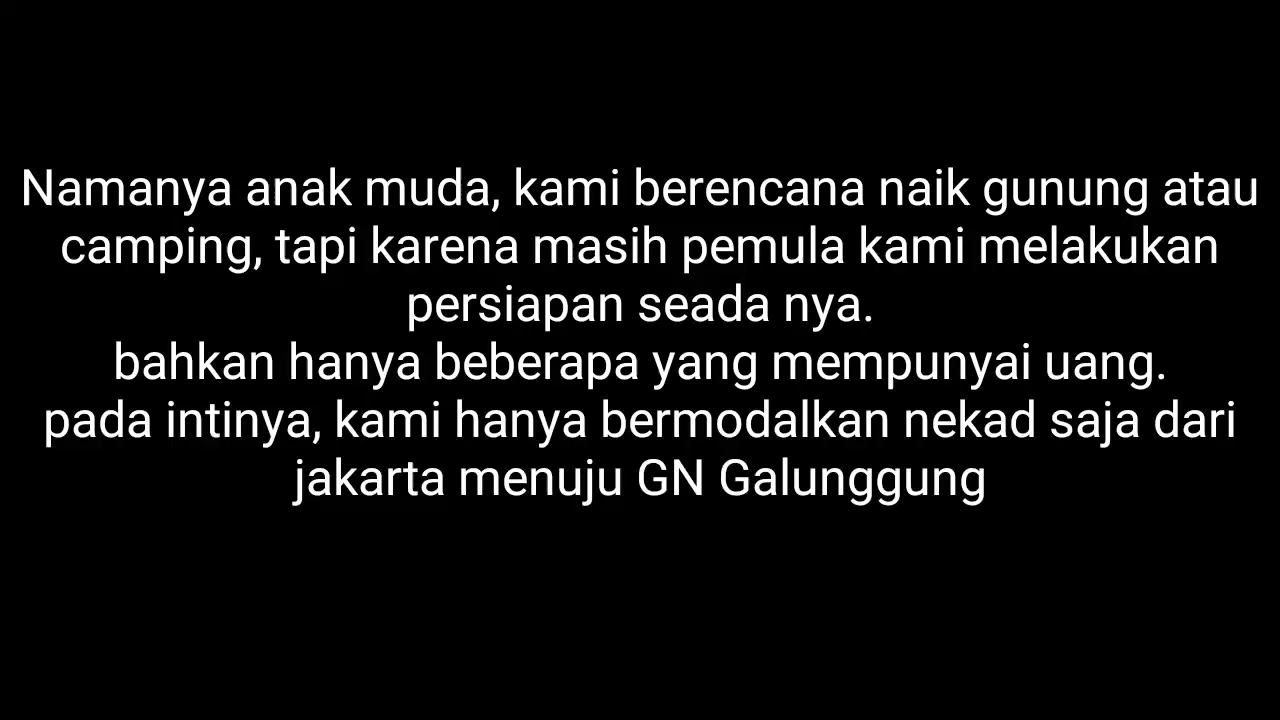 Namanya anak muda, kami berencana naik gunung atau
camping, tapi karena masih pemula kami melakukan
persiapan seada nya.
bahkan hanya beberapa yang mempunyai uang.
pada intinya, kami hanya bermodalkan nekad saja dari
jakarta menuju GN Galunggung